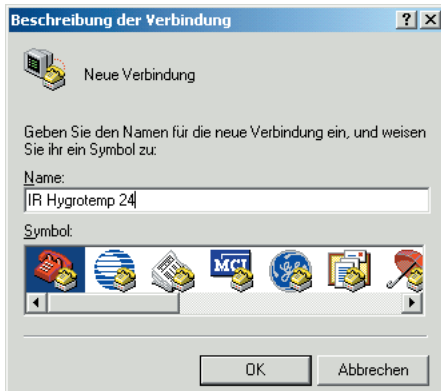 Beschreibung der Verbindung
Neue Verbindung
Geben Sie den Namen für die neue Verbindung ein, und weisen
Sie ihr ein Symbol zu:
Name:
IR Hygrotemp 24
Symbol:
MCI
OK Abbrechen